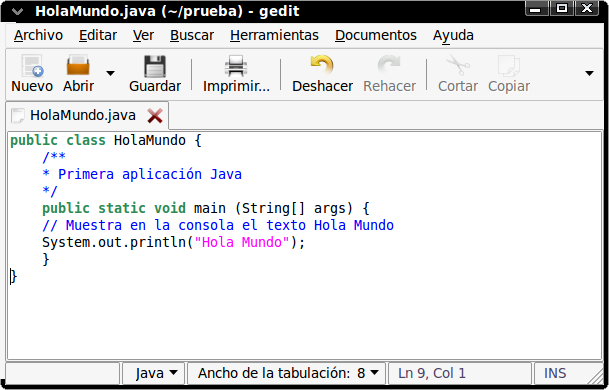 HolaMundo.java (~/prueba) - gedit
Archivo Editar Ver Buscar Herramientas Documentos Ayuda
Nuevo Abrir Guardar Imprimir... Deshacer Rehacer Cortar Copiar
HolaMundo.java
public class HolaMundo {
    /**
    * Primera aplicación Java
    */
    public static void main (String[] args) {
    // Muestra en la consola el texto Hola Mundo
    System.out.println("Hola Mundo");
    }
}
Java Ancho de la tabulación: 8 Ln 9, Col 1 INS